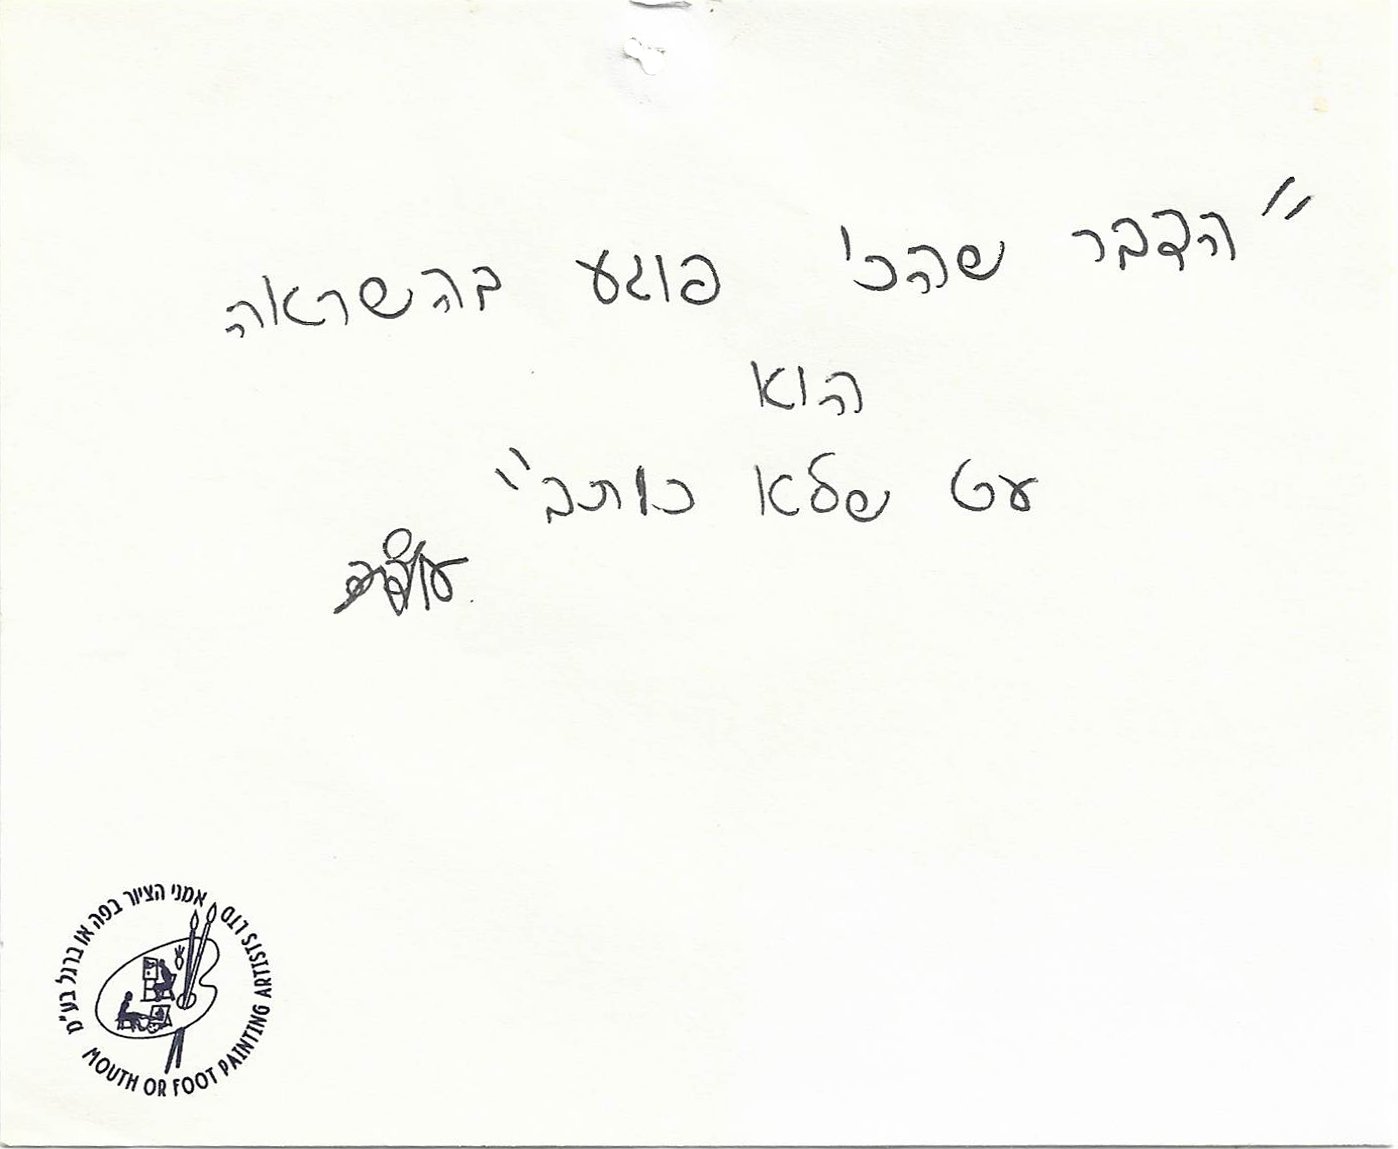 "הדבר שהכי פוגע בהשראה
הוא
עט שלא כותב"
אמני הציור בפה או ברגל בע"מ
MOUTH OR FOOT PAINTING ARTISTS LTD